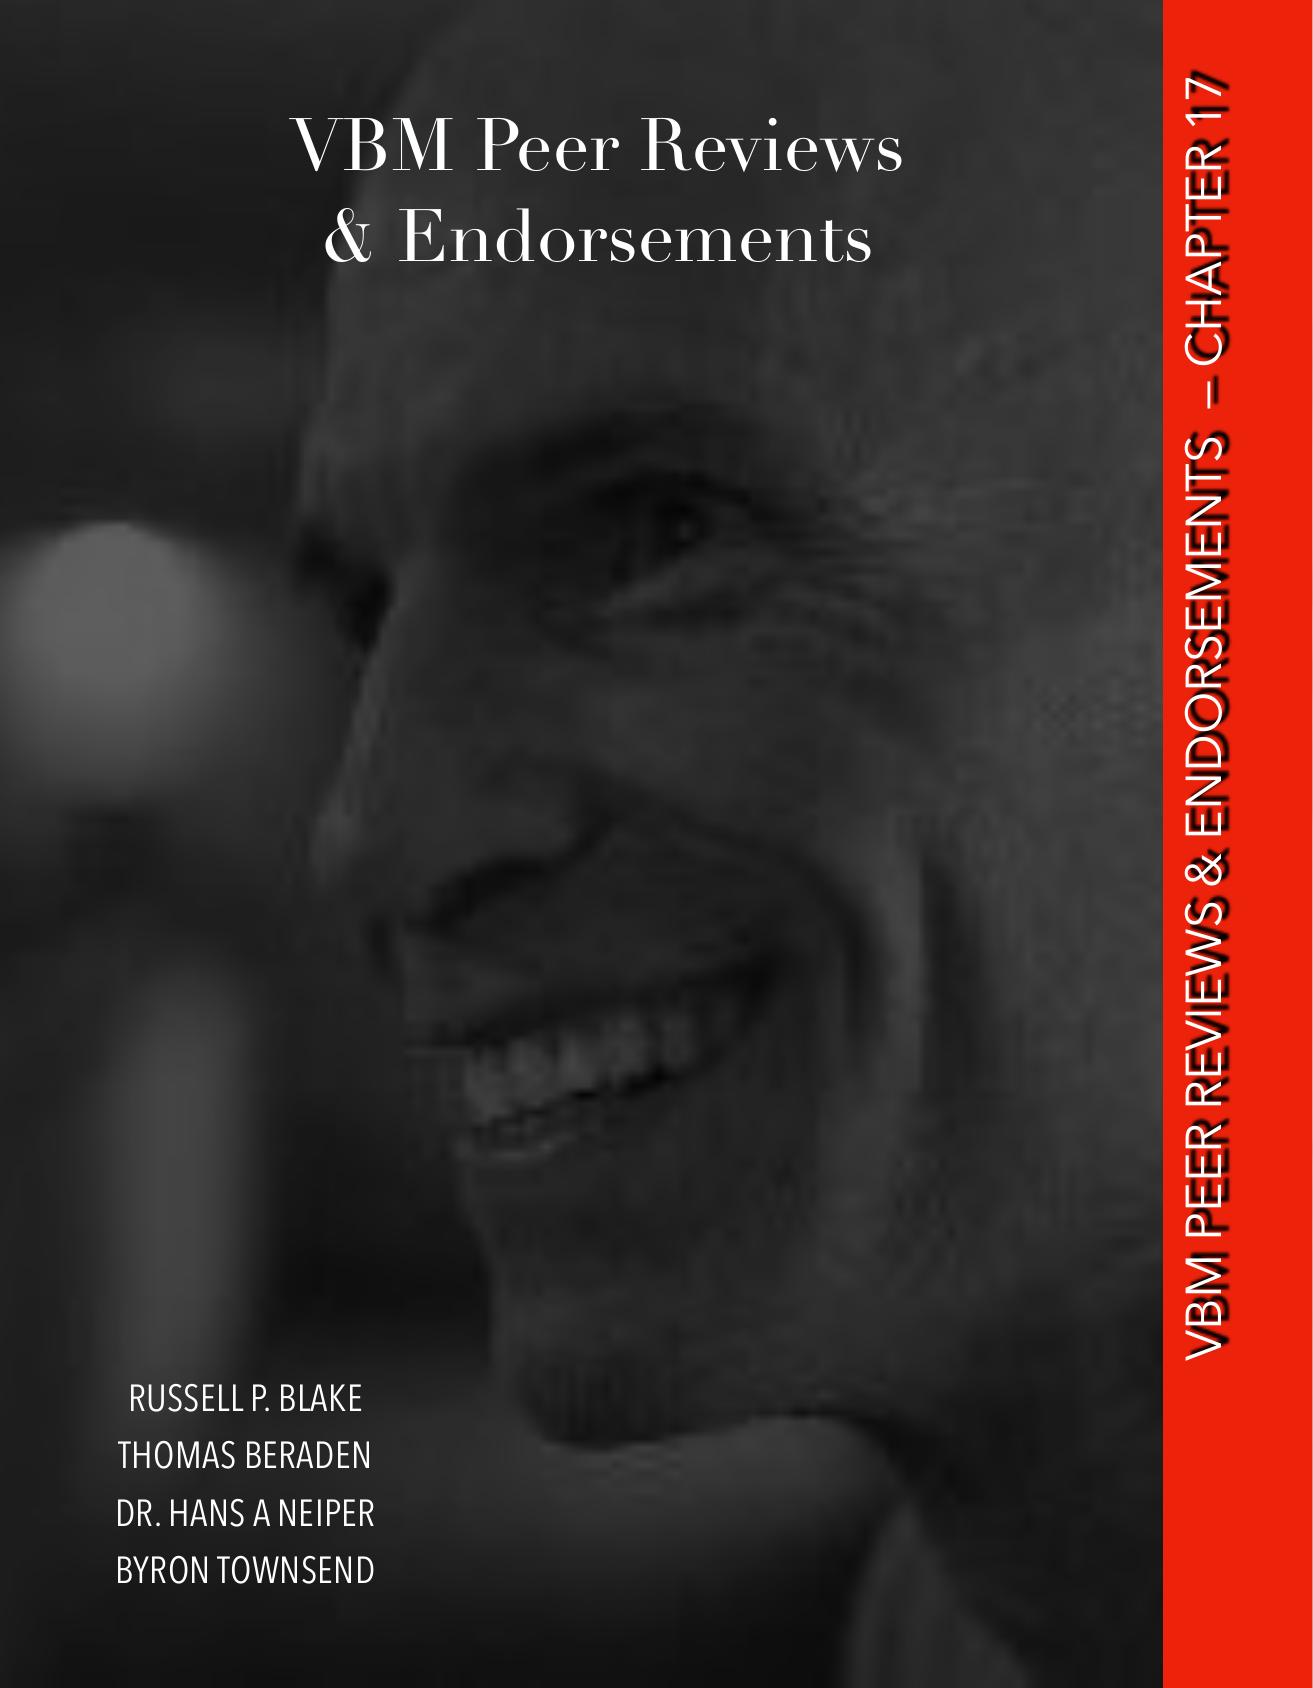 VBM Peer Reviews
& Endorsements
RUSSELL P. BLAKE
THOMAS BERADEN
DR. HANS A NEIPER
BYRON TOWNSEND
VBM PEER REVIEWS & ENDORSEMENTS – CHAPTER 17